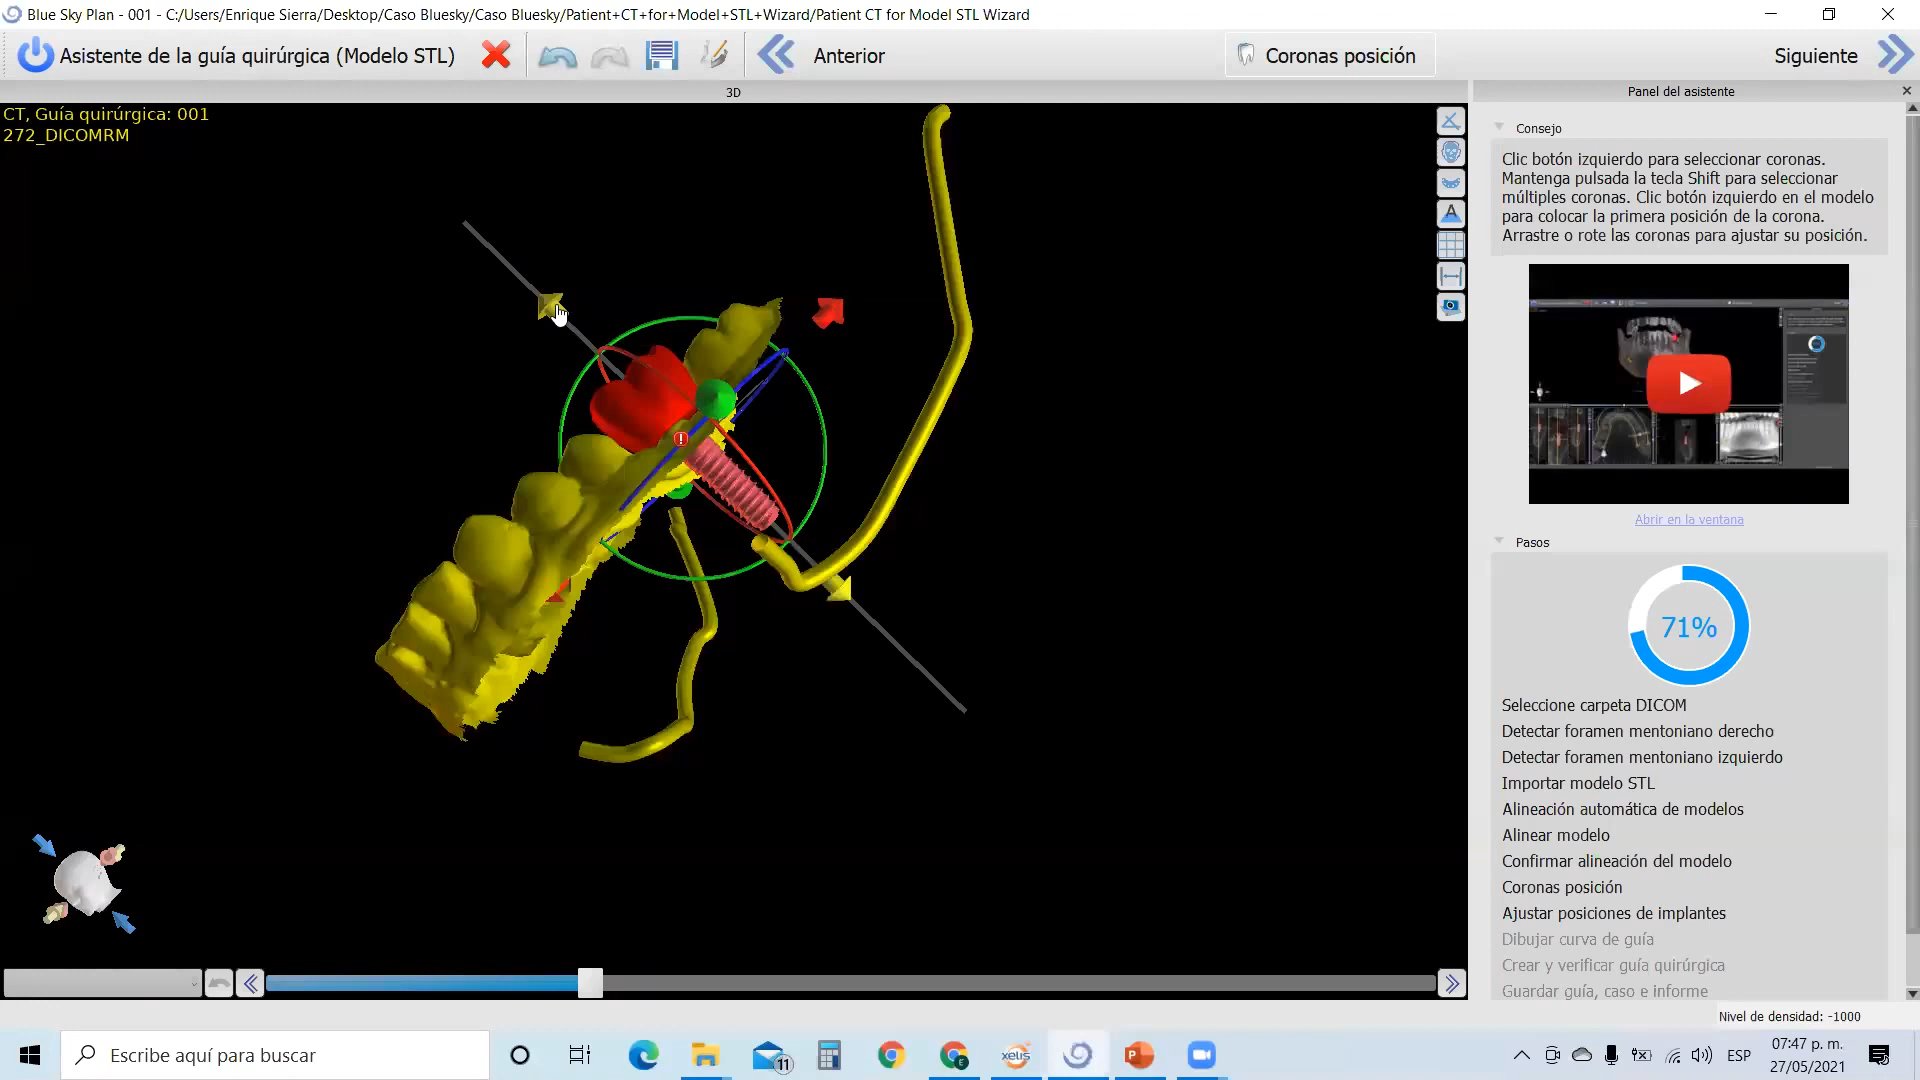 Blue Sky Plan - 001 - C:/Users/Enrique Sierra/Desktop/Caso Bluesky/Caso Bluesky/Patient+CT+for+Model+STL+Wizard/Patient CT for Model STL Wizard
Asistente de la guía quirúrgica (Modelo STL)
Anterior
Coronas posición
Siguiente
3D
Panel del asistente
CT, Guía quirúrgica: 001
272_DICOMRM
Consejo
Clic botón izquierdo para seleccionar coronas.
Mantenga pulsada la tecla Shift para seleccionar
múltiples coronas. Clic botón izquierdo en el modelo
para colocar la primera posición de la corona.
Arrastre o rote las coronas para ajustar su posición.
Abrir en la ventana
Pasos
71%
Seleccione carpeta DICOM
Detectar foramen mentoniano derecho
Detectar foramen mentoniano izquierdo
Importar modelo STL
Alineación automática de modelos
Alinear modelo
Confirmar alineación del modelo
Coronas posición
Ajustar posiciones de implantes
Dibujar curva de guía
Crear y verificar guía quirúrgica
Guardar guía, caso e informe
Nivel de densidad: -1000
Escribe aquí para buscar
11
xelis
ESP
07:47 p. m.
27/05/2021